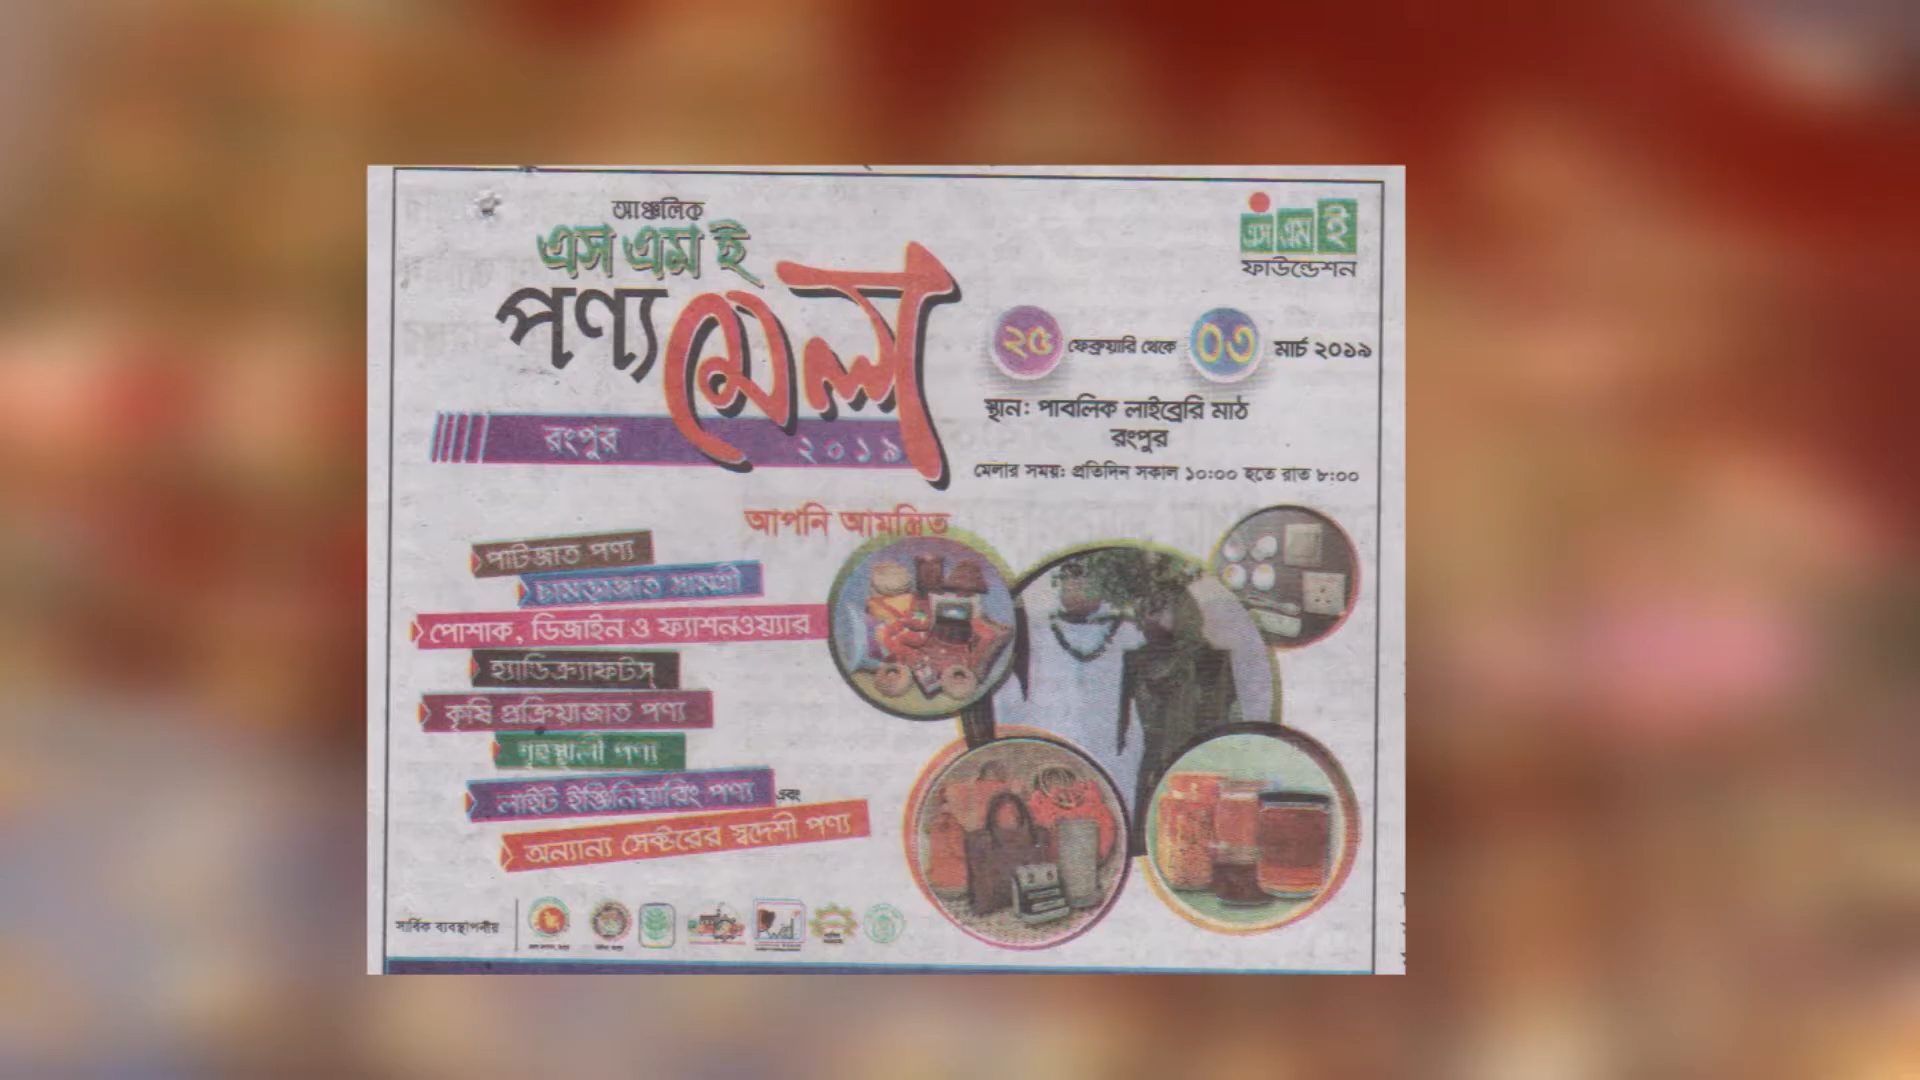 আঞ্চলিক
এস এম ই
পণ্য মেলা
রংপুর ২০১৯
এস এম ই
ফাউন্ডেশন
২৫ ফেব্রুয়ারি থেকে ০৩ মার্চ ২০১৯
স্থান: পাবলিক লাইব্রেরি মাঠ
রংপুর
মেলার সময়: প্রতিদিন সকাল ১০:০০ হতে রাত ৮:০০
আপনি আমন্ত্রিত
পাটজাত পণ্য
চামড়াজাত সামগ্রী
পোশাক, ডিজাইন ও ফ্যাশনওয়্যার
হ্যান্ডিক্র্যাফটস্
কৃষি প্রক্রিয়াজাত পণ্য
গৃহস্থালী পণ্য
লাইট ইঞ্জিনিয়ারিং পণ্য এবং
অন্যান্য সেক্টরের স্বদেশী পণ্য
সার্বিক ব্যবস্থাপনায়